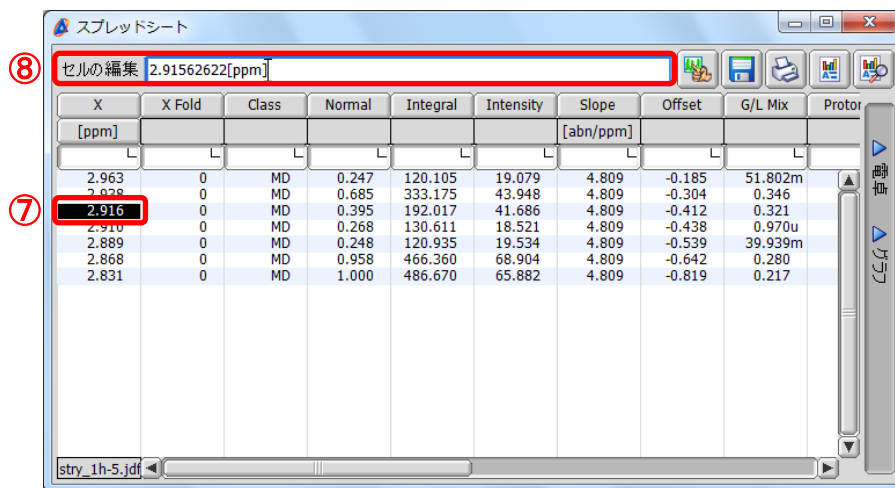 スプレッドシート
⑧ セルの編集 2.91562622[ppm]
X X Fold Class Normal Integral Intensity Slope Offset G/L Mix Proton
[ppm] [abn/ppm]
2.963 0 MD 0.247 120.105 19.079 4.809 -0.185 51.802m
2.938 0 MD 0.685 333.175 43.948 4.809 -0.304 0.346
⑦ 2.916 0 MD 0.395 192.017 41.686 4.809 -0.412 0.321
2.910 0 MD 0.268 130.611 18.521 4.809 -0.438 0.970u
2.889 0 MD 0.248 120.935 19.534 4.809 -0.539 39.939m
2.868 0 MD 0.958 466.360 68.904 4.809 -0.642 0.280
2.831 0 MD 1.000 486.670 65.882 4.809 -0.819 0.217
電卓
グラフ
stry_1h-5.jdf